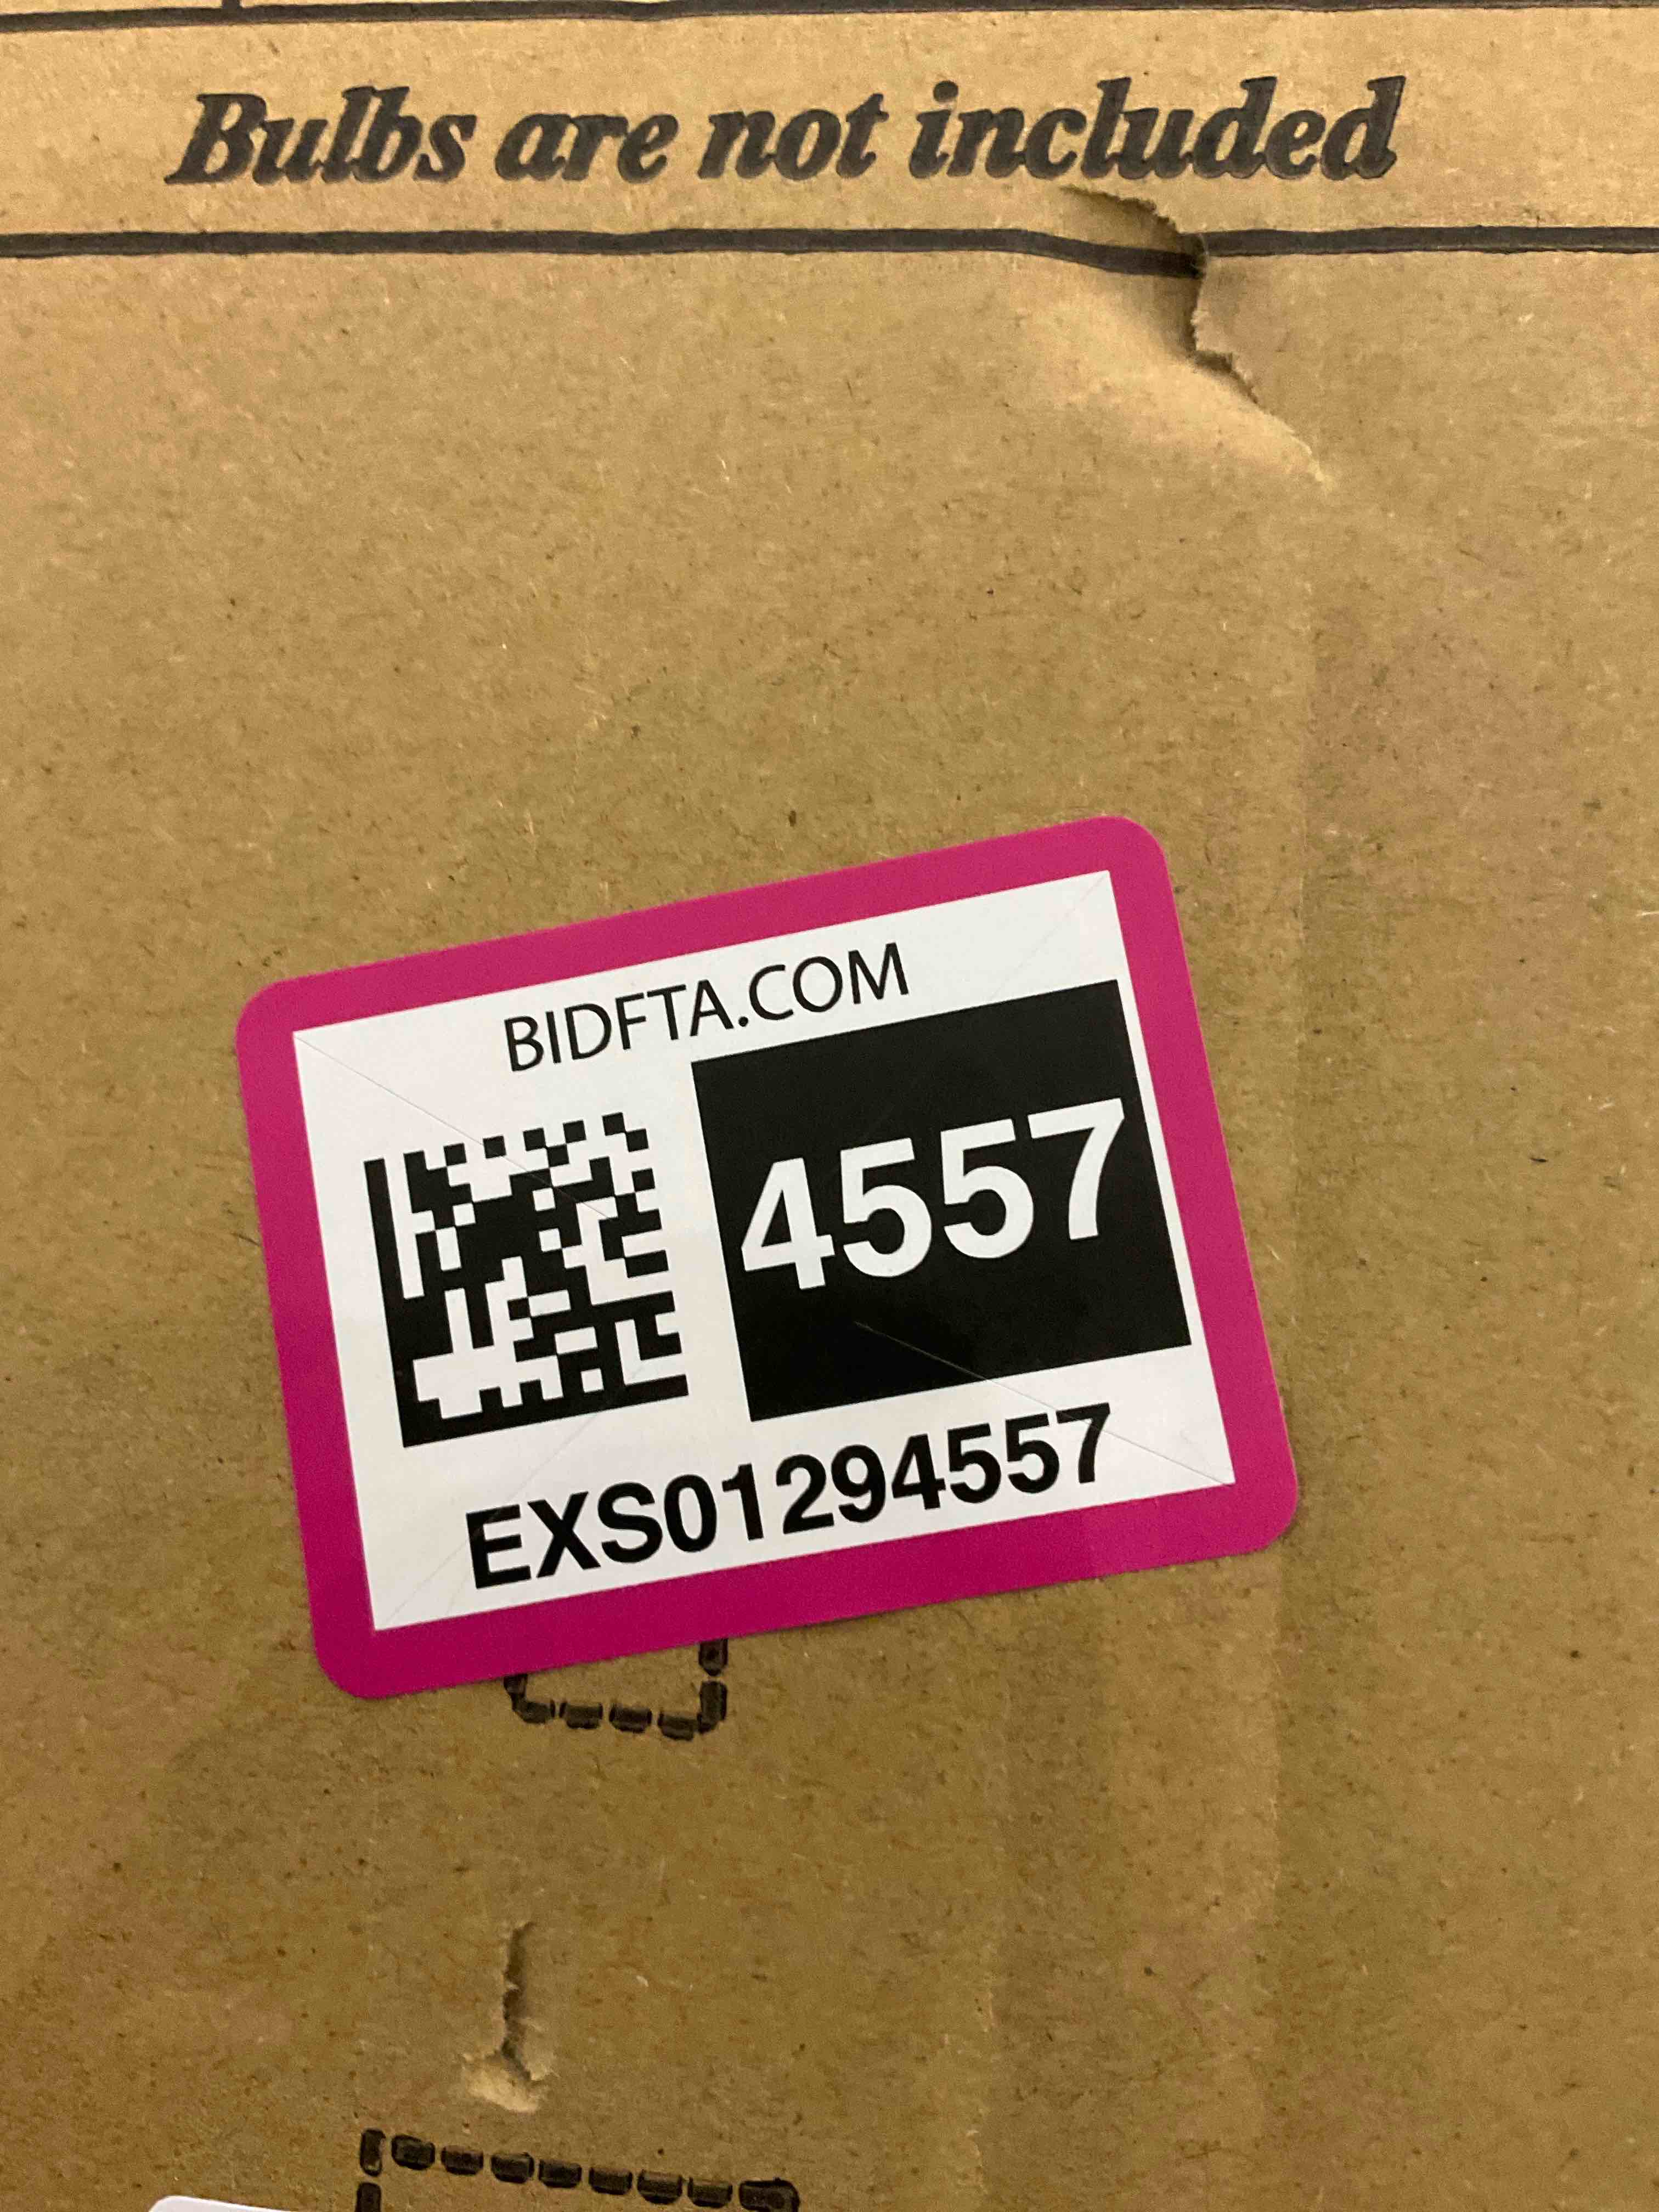 Bulbs are not included
BIDFTA.COM
4557
EXS01294557